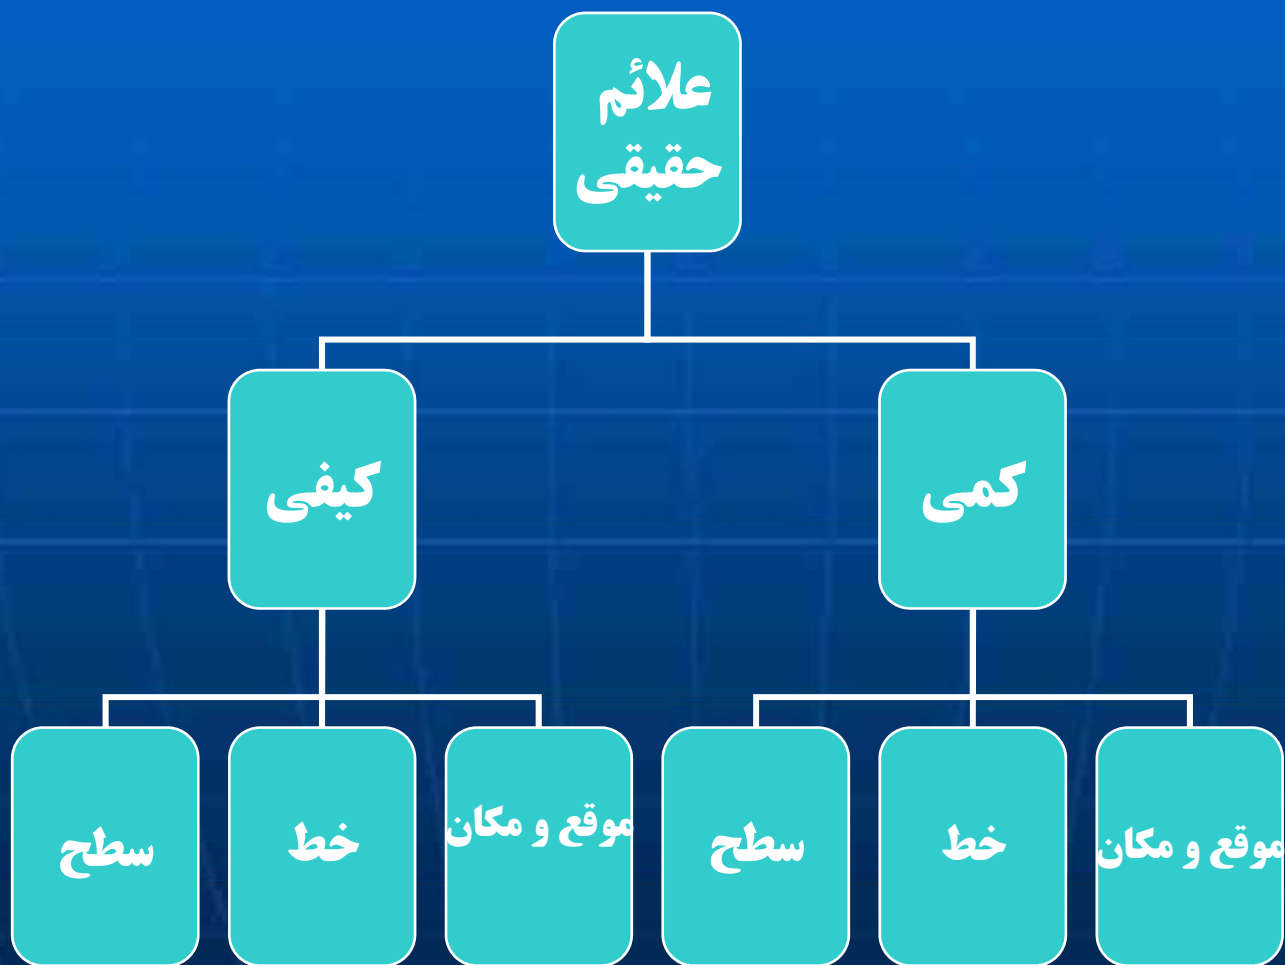 علائم
حقیقی
کمی
کیفی
موقع و مکان
خط
سطح
موقع و مکان
خط
سطح